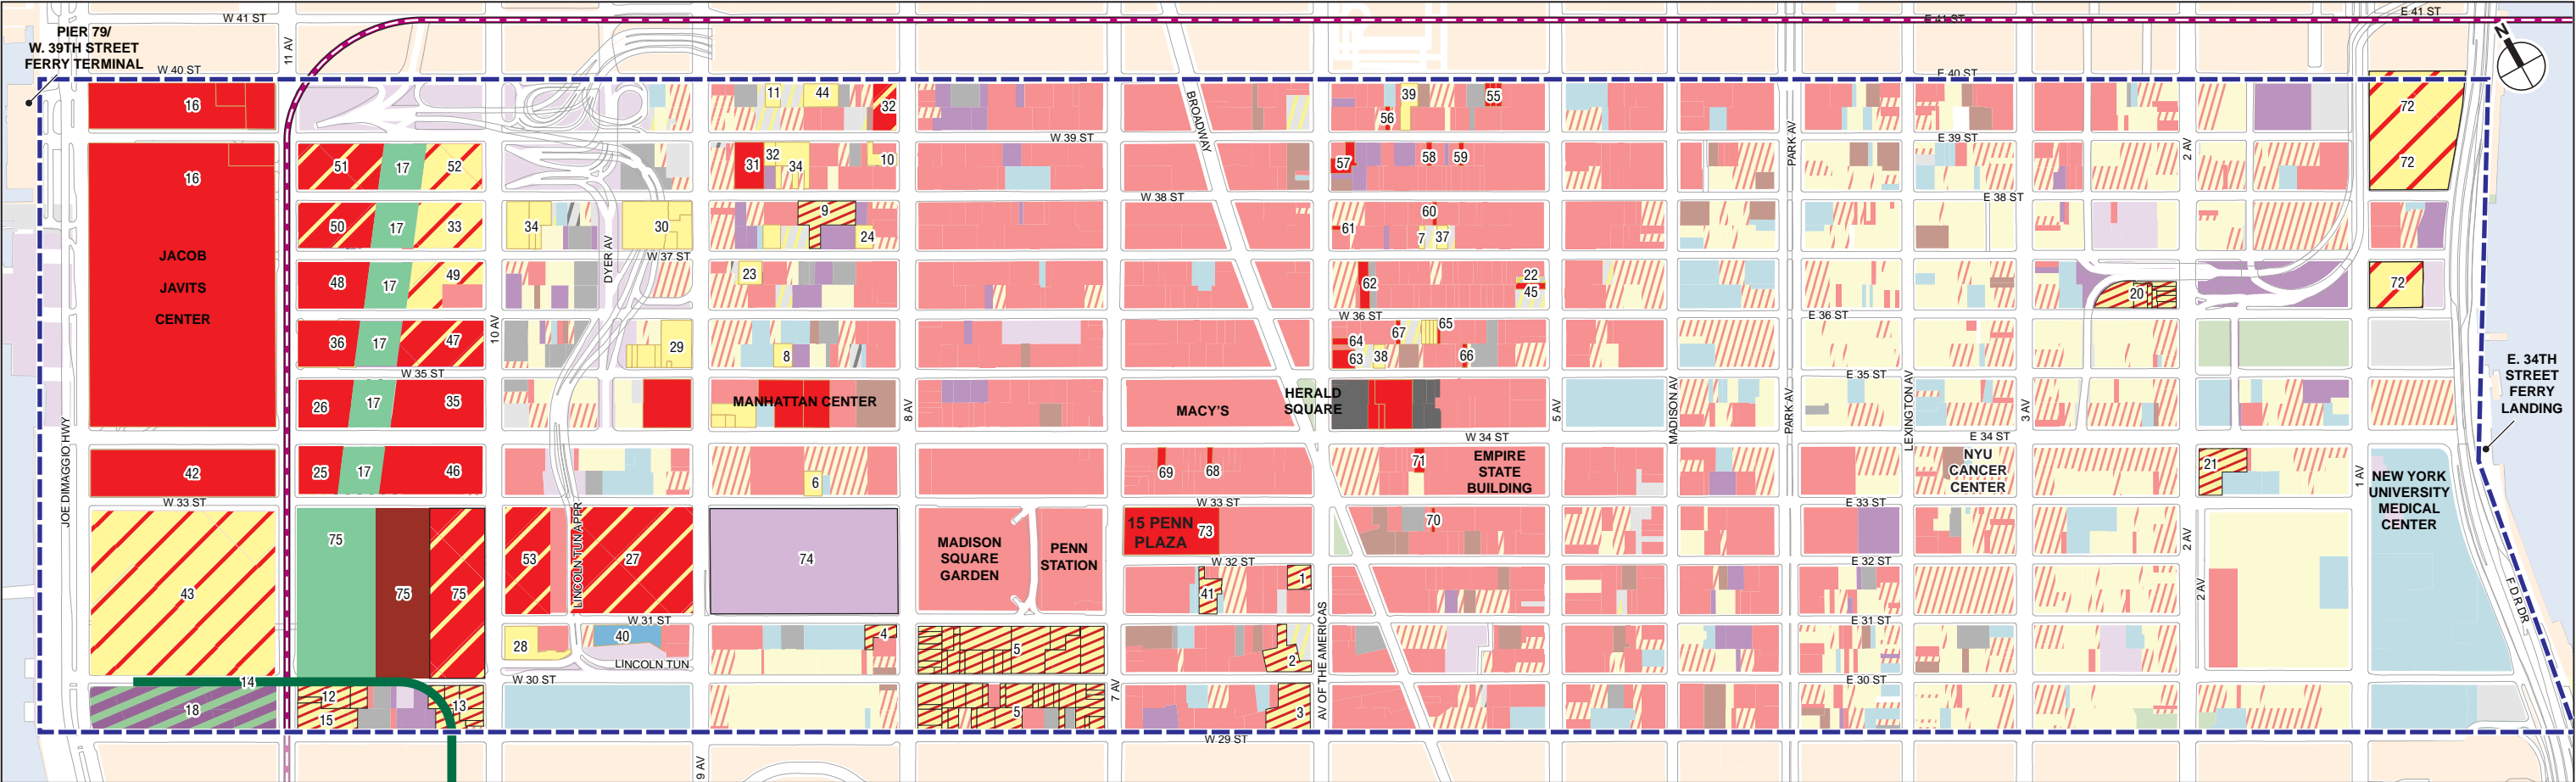 W 41 ST
E 41 ST
E 41 ST
PIER 79/
W. 39TH STREET
FERRY TERMINAL
11 AV
N
W 40 ST
E 40 ST
16
11
44
32
39
55
56
72
BROADWAY
PARK AV
2 AV
W 39 ST
E 39 ST
16
51
17
52
31
32
34
10
57
58
59
72
W 38 ST
E 38 ST
50
17
33
34
30
9
24
61
60
7
37
JACOB
JAVITS
CENTER
DYER AV
W 37 ST
48
17
49
23
62
22
45
20
72
W 36 ST
E 36 ST
10 AV
36
17
47
29
8
64
63
38
67
65
66
W 35 ST
E 35 ST
E. 34TH
STREET
FERRY
LANDING
26
17
35
MANHATTAN CENTER
8 AV
MACY'S
HERALD
SQUARE
5 AV
MADISON AV
PARK AV
LEXINGTON AV
3 AV
W 34 ST
E 34 ST
JOE DIMAGGIO HWY
42
25
17
46
6
69
68
71
EMPIRE
STATE
BUILDING
NYU
CANCER
CENTER
21
1 AV
NEW YORK
UNIVERSITY
MEDICAL
CENTER
W 33 ST
W 33 ST
E 33 ST
43
75
75
75
53
LINCOLN TUN APPR
27
74
MADISON
SQUARE
GARDEN
PENN
STATION
15 PENN
PLAZA
73
70
2 AV
W 32 ST
E 32 ST
41
1
2 AV
F D R DR
W 31 ST
E 31 ST
28
40
4
5
2
AV OF THE AMERICAS
LINCOLN TUN
14
W 30 ST
E 30 ST
18
12
15
13
5
7 AV
3
W 29 ST
9 AV